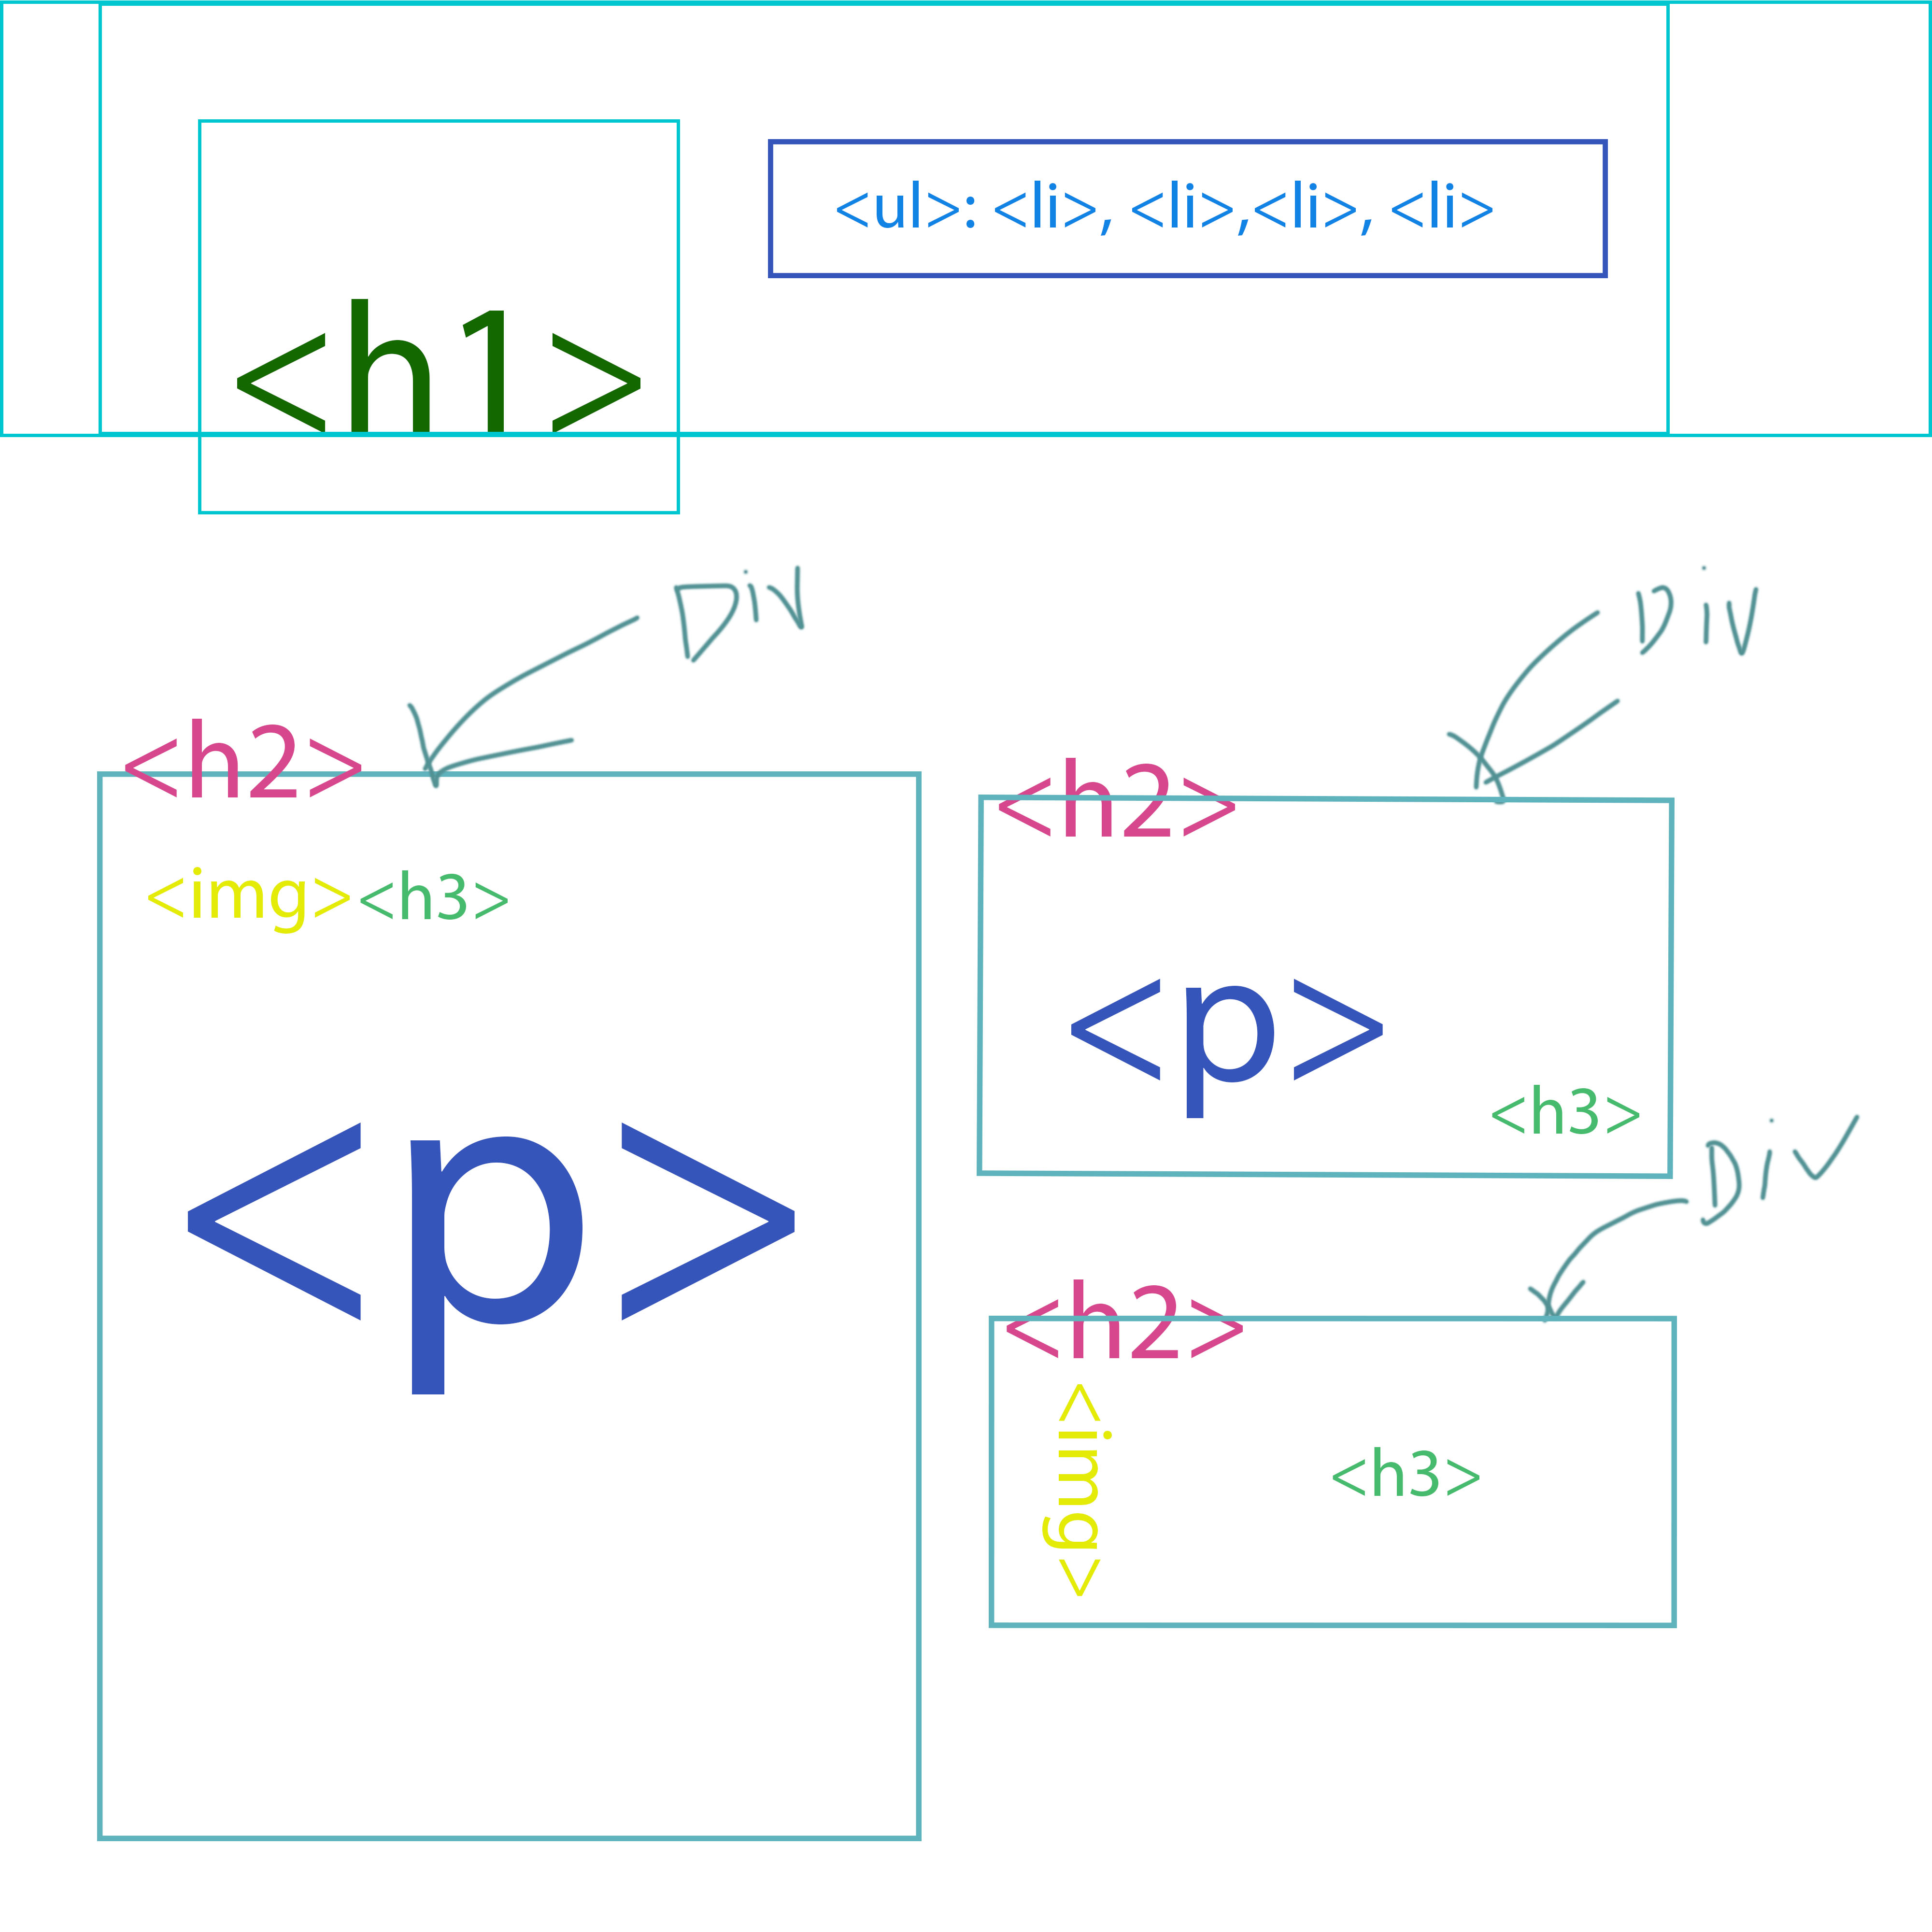 <ul>: <li>, <li>,<li>, <li>
<h1>
Div
Div
<h2>
<img><h3>
<p>
<h2>
<p>
<h3>
Div
<h2>
<img>
<h3>